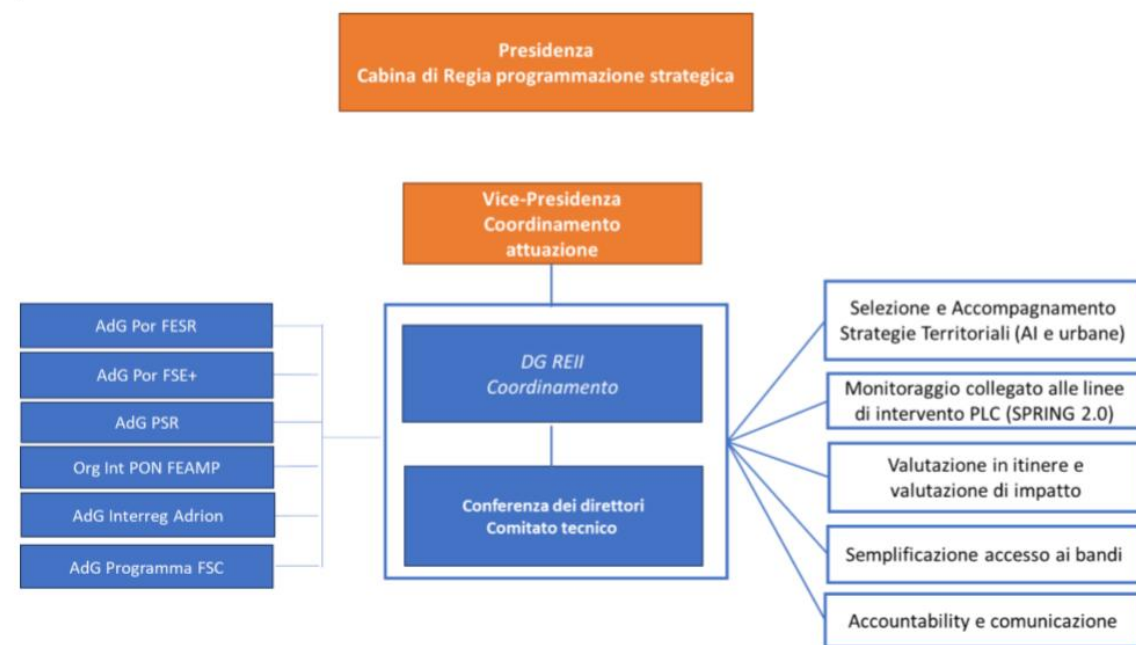 Presidenza
Cabina di Regia programmazione strategica
Vice-Presidenza
Coordinamento
attuazione
AdG Por FESR
AdG Por FSE+
AdG PSR
Org Int PON FEAMP
AdG Interreg Adrion
AdG Programma FSC
DG REII
Coordinamento
Conferenza dei direttori
Comitato tecnico
Selezione e Accompagnamento
Strategie Territoriali (AI e urbane)
Monitoraggio collegato alle linee
di intervento PLC (SPRING 2.0)
Valutazione in itinere e
valutazione di impatto
Semplificazione accesso ai bandi
Accountability e comunicazione